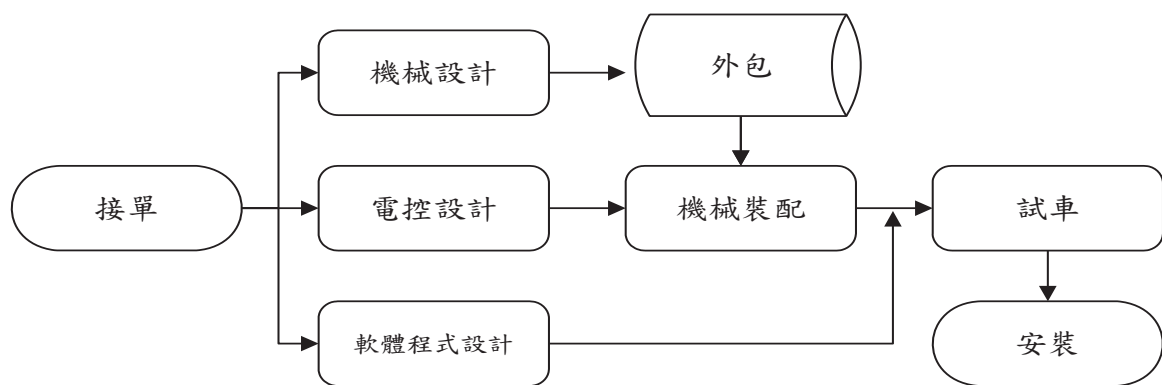 機械設計
外包
接單
電控設計
機械裝配
試車
軟體程式設計
安裝